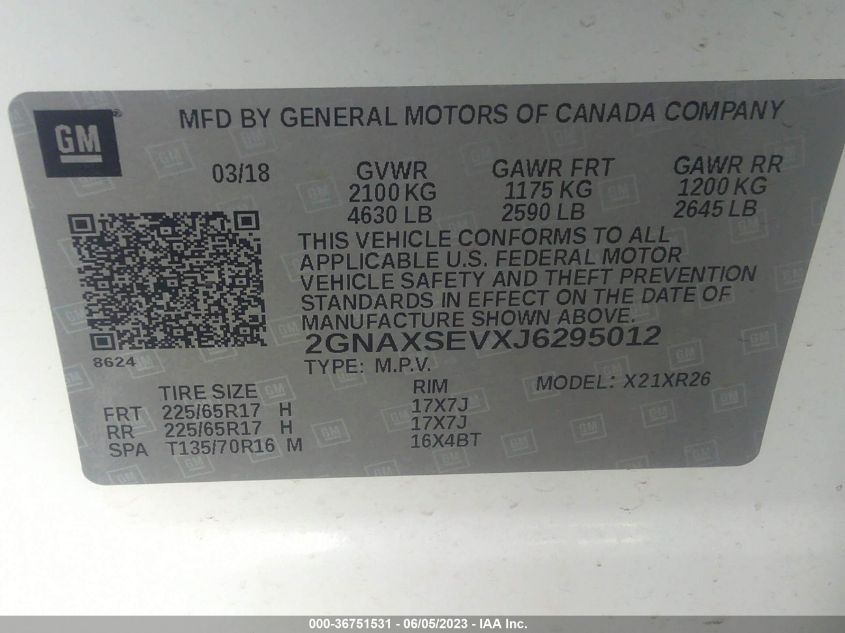 GM
MFD BY GENERAL MOTORS OF CANADA COMPANY
03/18 GVWR GAWR FRT GAWR RR
2100 KG 1175 KG 1200 KG
4630 LB 2590 LB 2645 LB
THIS VEHICLE CONFORMS TO ALL
APPLICABLE U.S. FEDERAL MOTOR
VEHICLE SAFETY AND THEFT PREVENTION
STANDARDS IN EFFECT ON THE DATE OF
MANUFACTURE SHOWN ABOVE.
2GNAXSEVXJ6295012
8624
TYPE: M.P.V.
TIRE SIZE RIM MODEL: X21XR26
FRT 225/65R17 H 17X7J
RR 225/65R17 H 17X7J
SPA T135/70R16 M 16X4BT
000-36751531 - 06/05/2023 - IAA Inc.